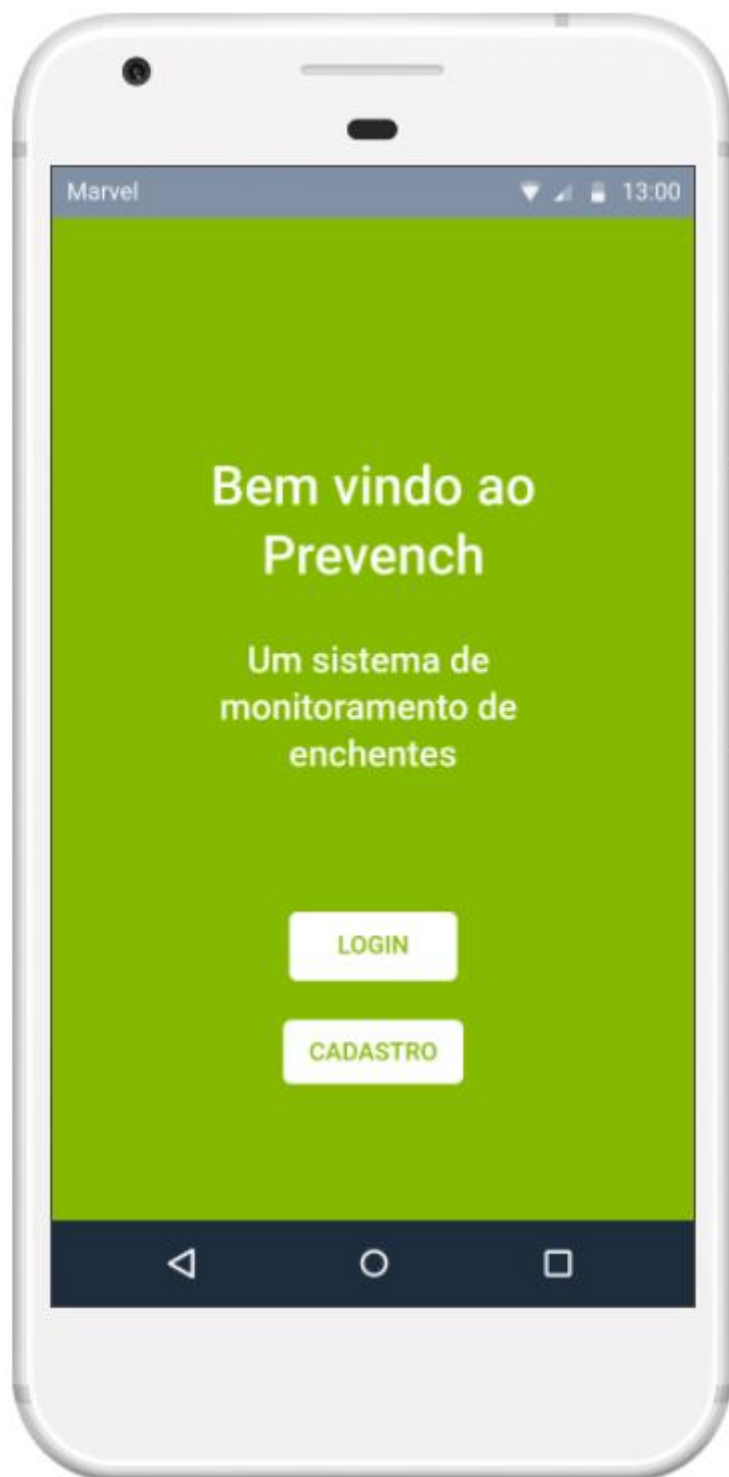 Marvel 13:00
Bem vindo ao
Prevench
Um sistema de
monitoramento de
enchentes
LOGIN
CADASTRO